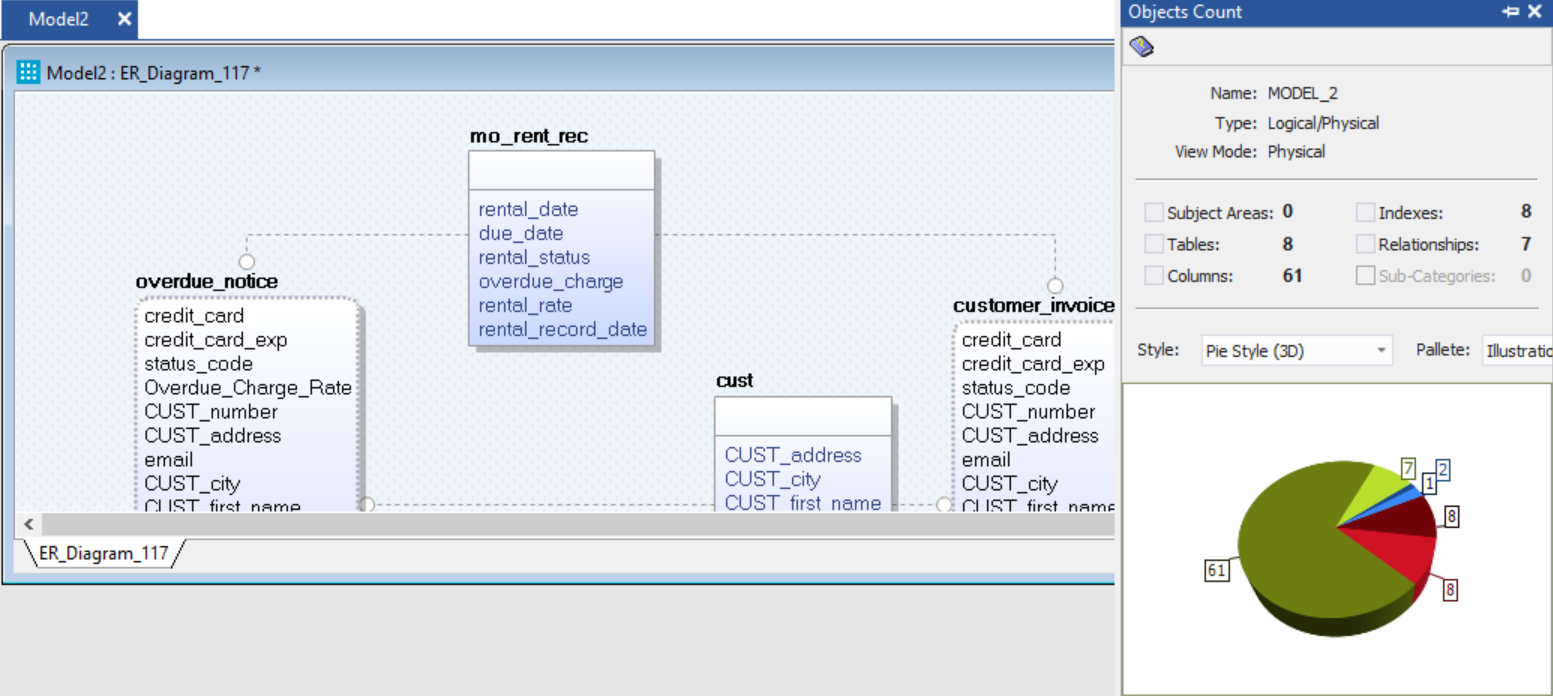 Model2
Model2 : ER_Diagram_117 *
mo_rent_rec
rental_date
due_date
rental_status
overdue_charge
rental_rate
rental_record_date
overdue_notice
credit_card
credit_card_exp
status_code
Overdue_Charge_Rate
CUST_number
CUST_address
email
CUST_city
CUST_first_name
cust
CUST_address
CUST_city
CUST_first_name
customer_invoice
credit_card
credit_card_exp
status_code
CUST_number
CUST_address
email
CUST_city
CUST_first_name
ER_Diagram_117
Objects Count
Name: MODEL_2
Type: Logical/Physical
View Mode: Physical
Subject Areas: 0 Indexes: 8
Tables: 8 Relationships: 7
Columns: 61 Sub-Categories: 0
Style: Pie Style (3D) Pallete: Illustratic
7
2
1
8
61
8